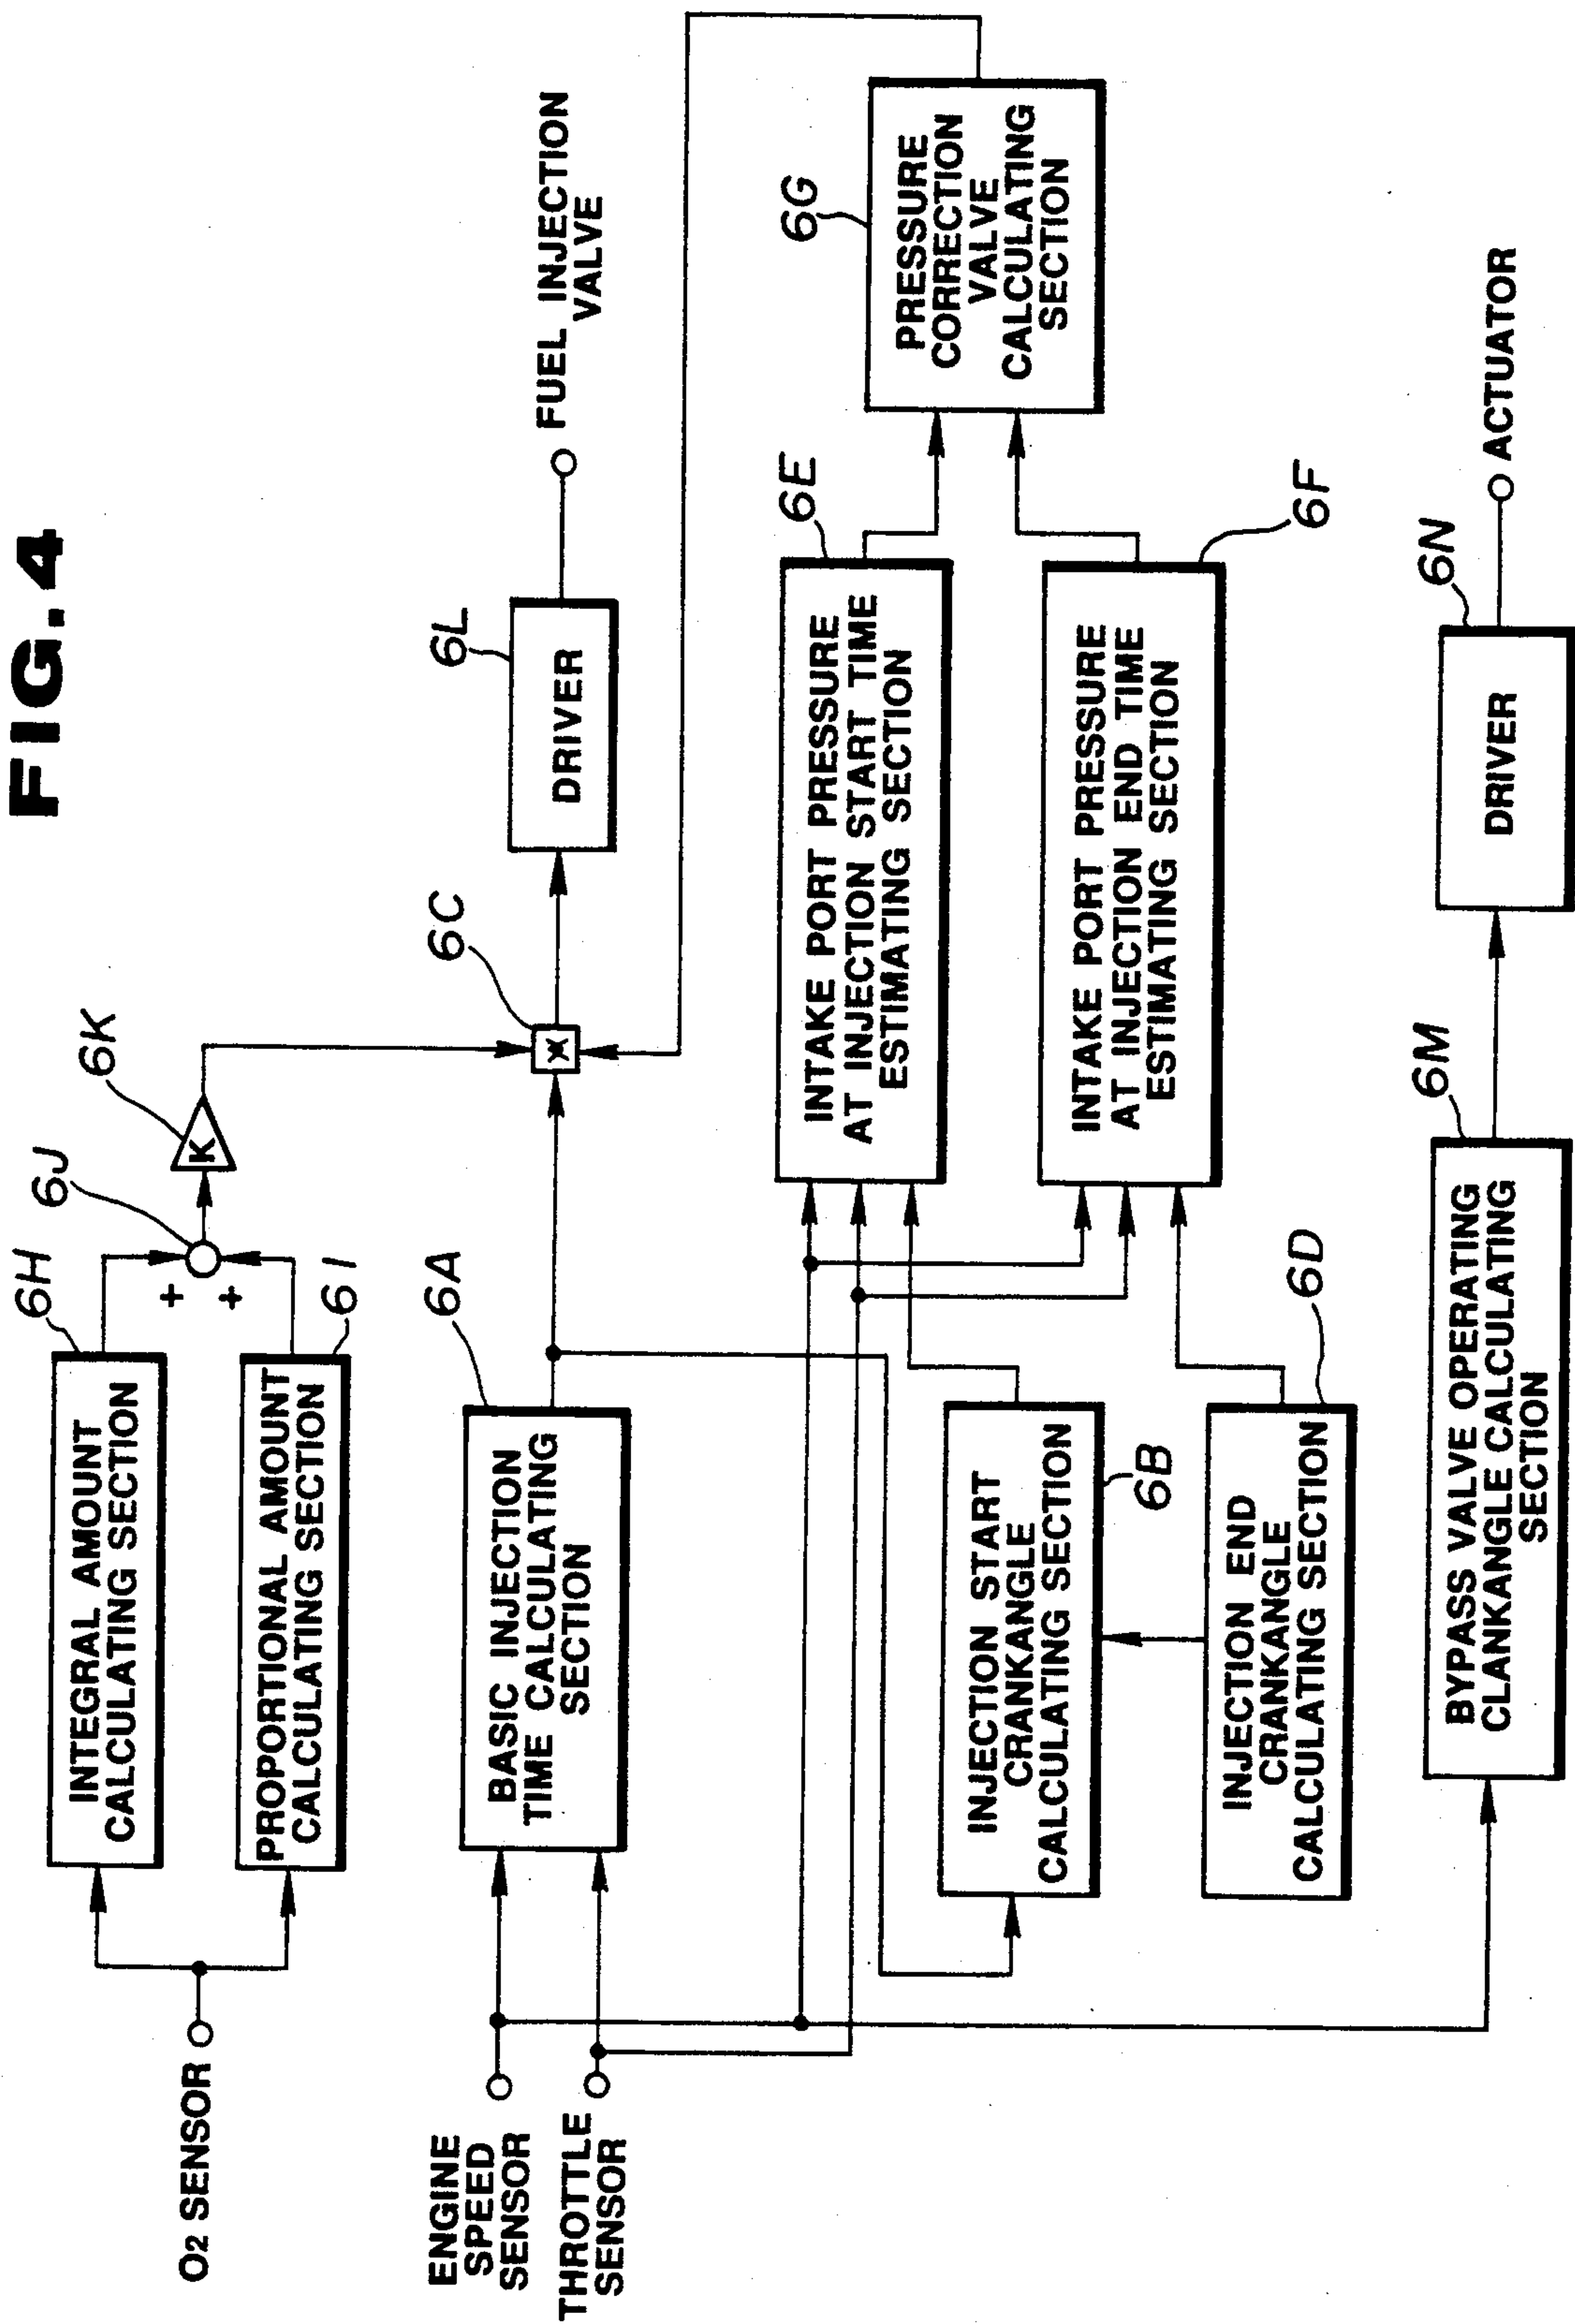 FIG.4
O2 SENSOR
6H
INTEGRAL AMOUNT
CALCULATING SECTION
PROPORTIONAL AMOUNT
CALCULATING SECTION
6I
+
+
6J
6K
K
ENGINE
SPEED
SENSOR
THROTTLE
SENSOR
6A
BASIC INJECTION
TIME CALCULATING
SECTION
6C
X
6L
DRIVER
FUEL INJECTION
VALVE
INJECTION START
CRANKANGLE
CALCULATING SECTION
6B
INJECTION END
CRANKANGLE
CALCULATING SECTION
6D
6E
INTAKE PORT PRESSURE
AT INJECTION START TIME
ESTIMATING SECTION
INTAKE PORT PRESSURE
AT INJECTION END TIME
ESTIMATING SECTION
6F
6G
PRESSURE
CORRECTION
VALVE
CALCULATING
SECTION
6M
BYPASS VALVE OPERATING
CLANKANGLE CALCULATING
SECTION
6N
DRIVER
ACTUATOR